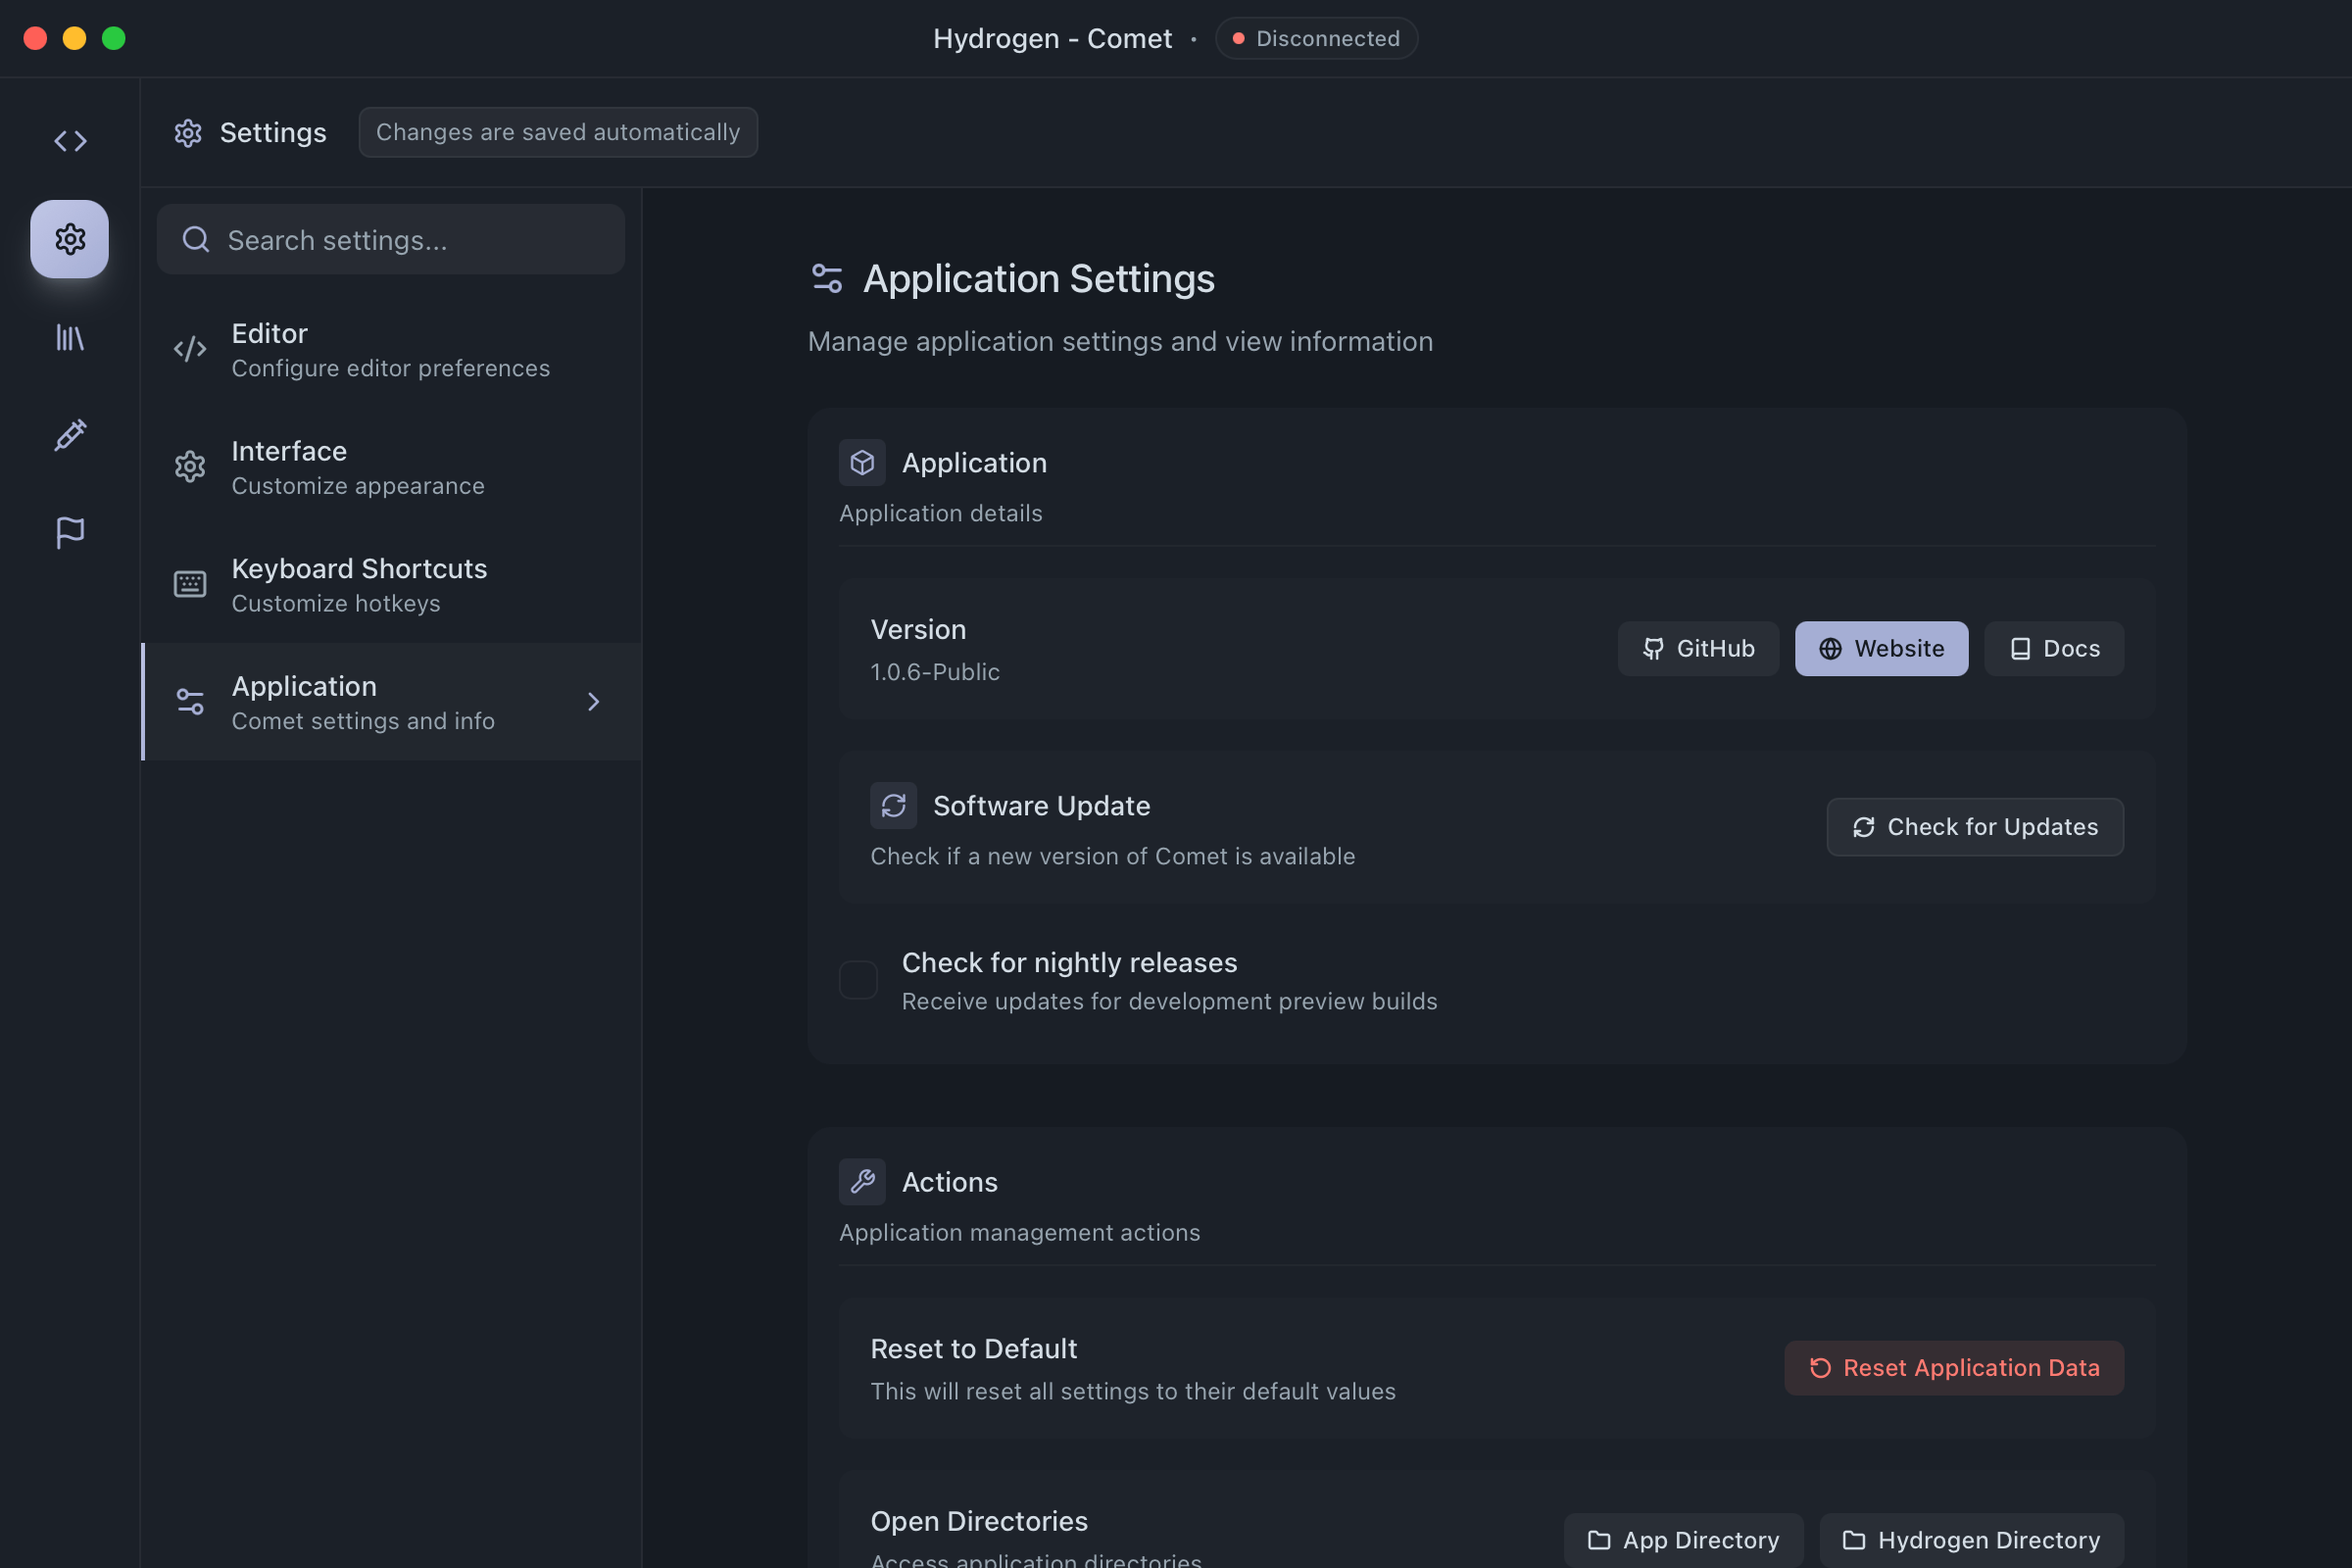 Hydrogen - Comet • Disconnected
Settings
Changes are saved automatically
Search settings...
Editor
Configure editor preferences
Interface
Customize appearance
Keyboard Shortcuts
Customize hotkeys
Application
Comet settings and info
Application Settings
Manage application settings and view information
Application
Application details
Version
1.0.6-Public
GitHub
Website
Docs
Software Update
Check if a new version of Comet is available
Check for Updates
Check for nightly releases
Receive updates for development preview builds
Actions
Application management actions
Reset to Default
This will reset all settings to their default values
Reset Application Data
Open Directories
Access application directories
App Directory
Hydrogen Directory